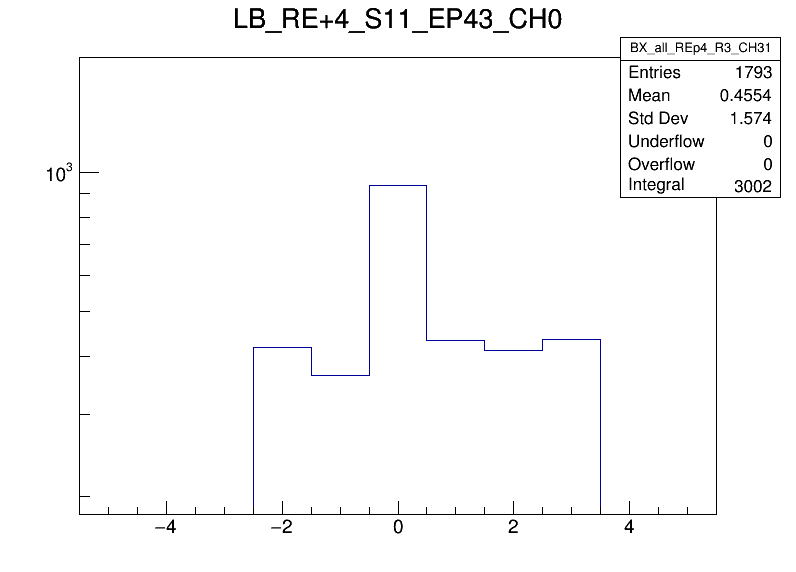 LB_RE+4_S11_EP43_CH0
BX_all_REp4_R3_CH31
Entries 1793
Mean 0.4554
Std Dev 1.574
Underflow 0
Overflow 0
Integral 3002
10³
−4 −2 0 2 4